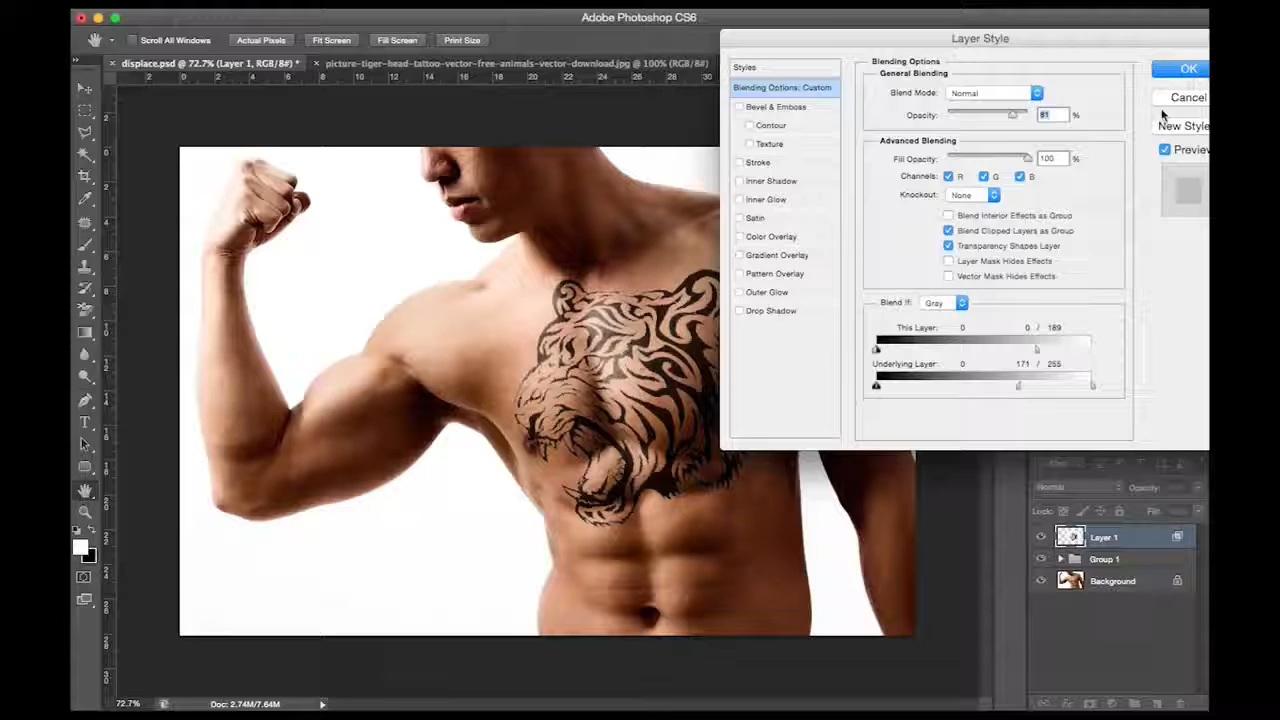 Adobe Photoshop CS6
Scroll All Windows Actual Pixels Fit Screen Fill Screen Print Size
displace.psd @ 72.7% (Layer 1, RGB/8#) *
picture-tiger-head-tattoo-vector-free-animals-vector-download.jpg @ 100% (RGB/8#)
Layer Style
Styles
Blending Options: Custom
Bevel & Emboss
Contour
Texture
Stroke
Inner Shadow
Inner Glow
Satin
Color Overlay
Gradient Overlay
Pattern Overlay
Outer Glow
Drop Shadow
Blending Options
General Blending
Blend Mode: Normal
Opacity: 81 %
Advanced Blending
Fill Opacity: 100 %
Channels: R G B
Knockout: None
Blend Interior Effects as Group
Blend Clipped Layers as Group
Transparency Shapes Layer
Layer Mask Hides Effects
Vector Mask Hides Effects
Blend If: Gray
This Layer: 0 0 / 189
Underlying Layer: 0 171 / 255
OK
Cancel
New Style
Preview
Normal Opacity:
Lock: Fill:
Layer 1
Group 1
Background
72.7% Doc: 2.74M/7.64M